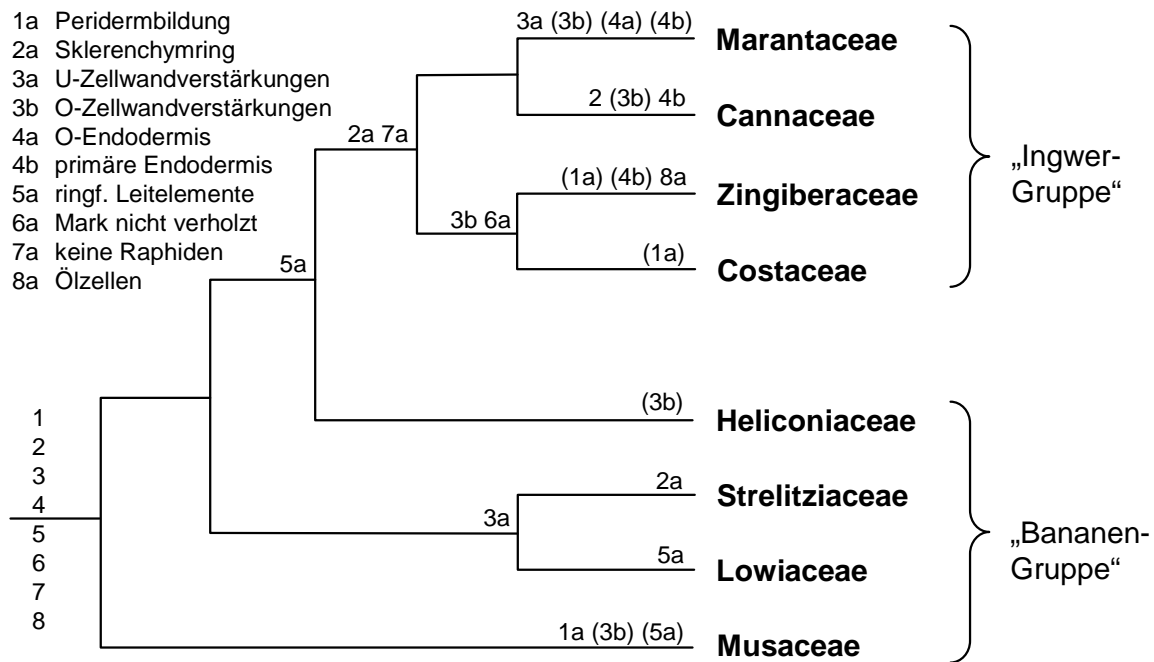 1a Peridermbildung
2a Sklerenchymring
3a U-Zellwandverstärkungen
3b O-Zellwandverstärkungen
4a O-Endodermis
4b primäre Endodermis
5a ringf. Leitelemente
6a Mark nicht verholzt
7a keine Raphiden
8a Ölzellen
3a (3b) (4a) (4b)
Marantaceae
2 (3b) 4b
Cannaceae
2a 7a
(1a) (4b) 8a
Zingiberaceae
3b 6a
(1a)
Costaceae
„Ingwer-
Gruppe“
5a
(3b)
Heliconiaceae
2a
Strelitziaceae
3a
5a
Lowiaceae
1a (3b) (5a)
Musaceae
„Bananen-
Gruppe“
1
2
3
4
5
6
7
8